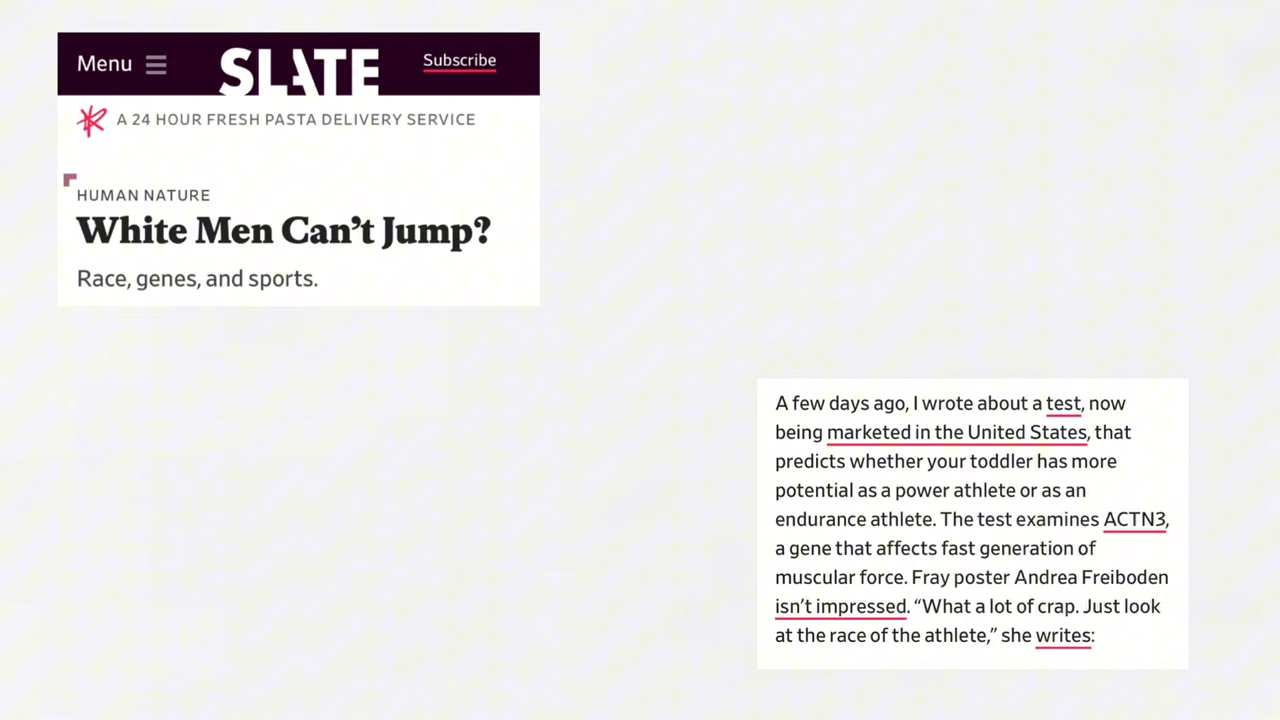 Menu SLATE Subscribe
A 24 HOUR FRESH PASTA DELIVERY SERVICE
HUMAN NATURE
White Men Can’t Jump?
Race, genes, and sports.
A few days ago, I wrote about a test, now
being marketed in the United States, that
predicts whether your toddler has more
potential as a power athlete or as an
endurance athlete. The test examines ACTN3,
a gene that affects fast generation of
muscular force. Fray poster Andrea Freiboden
isn’t impressed. “What a lot of crap. Just look
at the race of the athlete,” she writes: